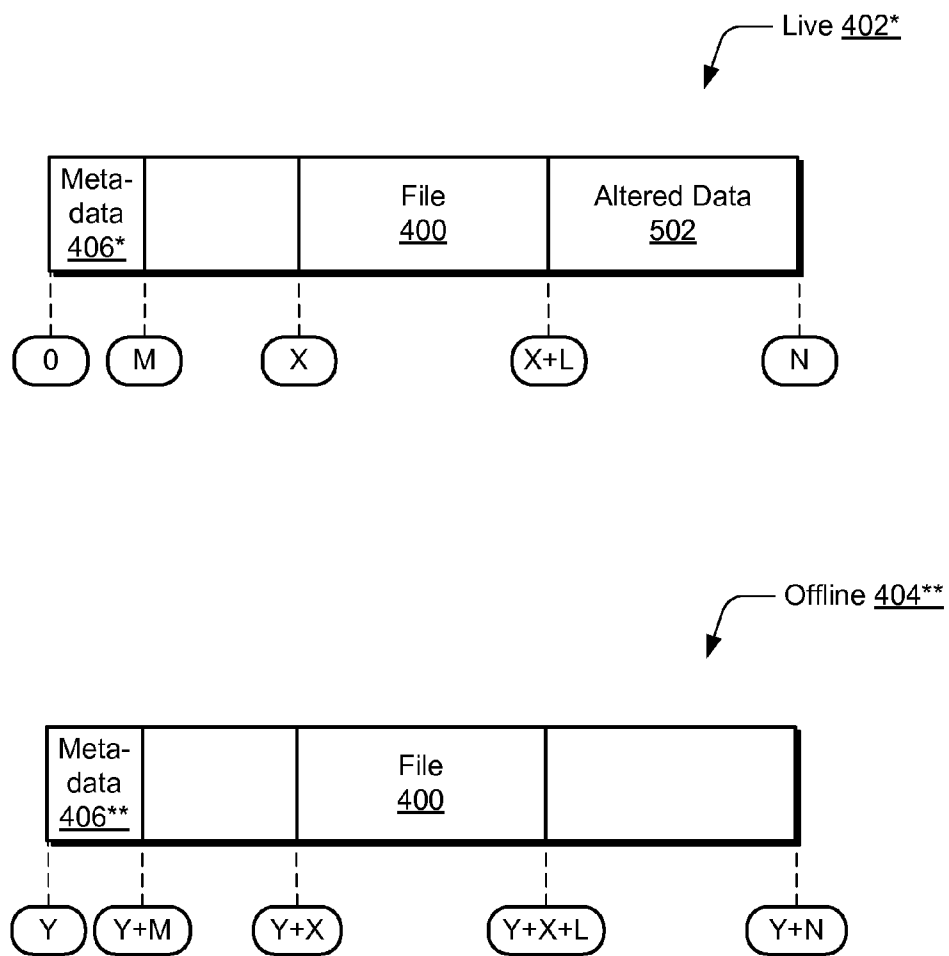 Live 402*
Meta-
data
406*
File
400
Altered Data
502
0
M
X
X+L
N
Offline 404**
Meta-
data
406**
File
400
Y
Y+M
Y+X
Y+X+L
Y+N